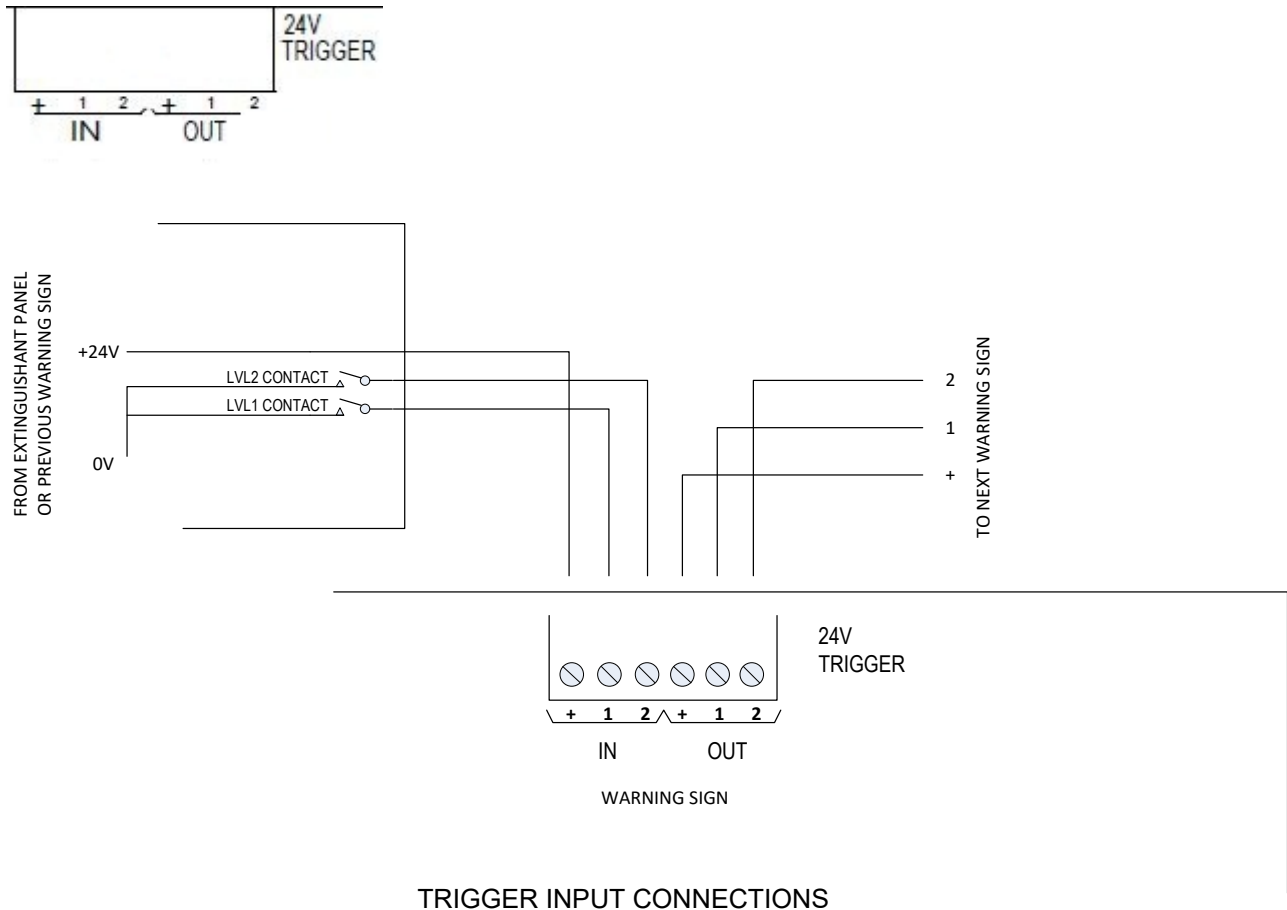 24V
TRIGGER
+ 1 2 + 1 2
IN OUT
FROM EXTINGUISHANT PANEL
OR PREVIOUS WARNING SIGN
+24V
LVL2 CONTACT
LVL1 CONTACT
0V
2
1
+
TO NEXT WARNING SIGN
24V
TRIGGER
+ 1 2 + 1 2
IN OUT
WARNING SIGN
TRIGGER INPUT CONNECTIONS